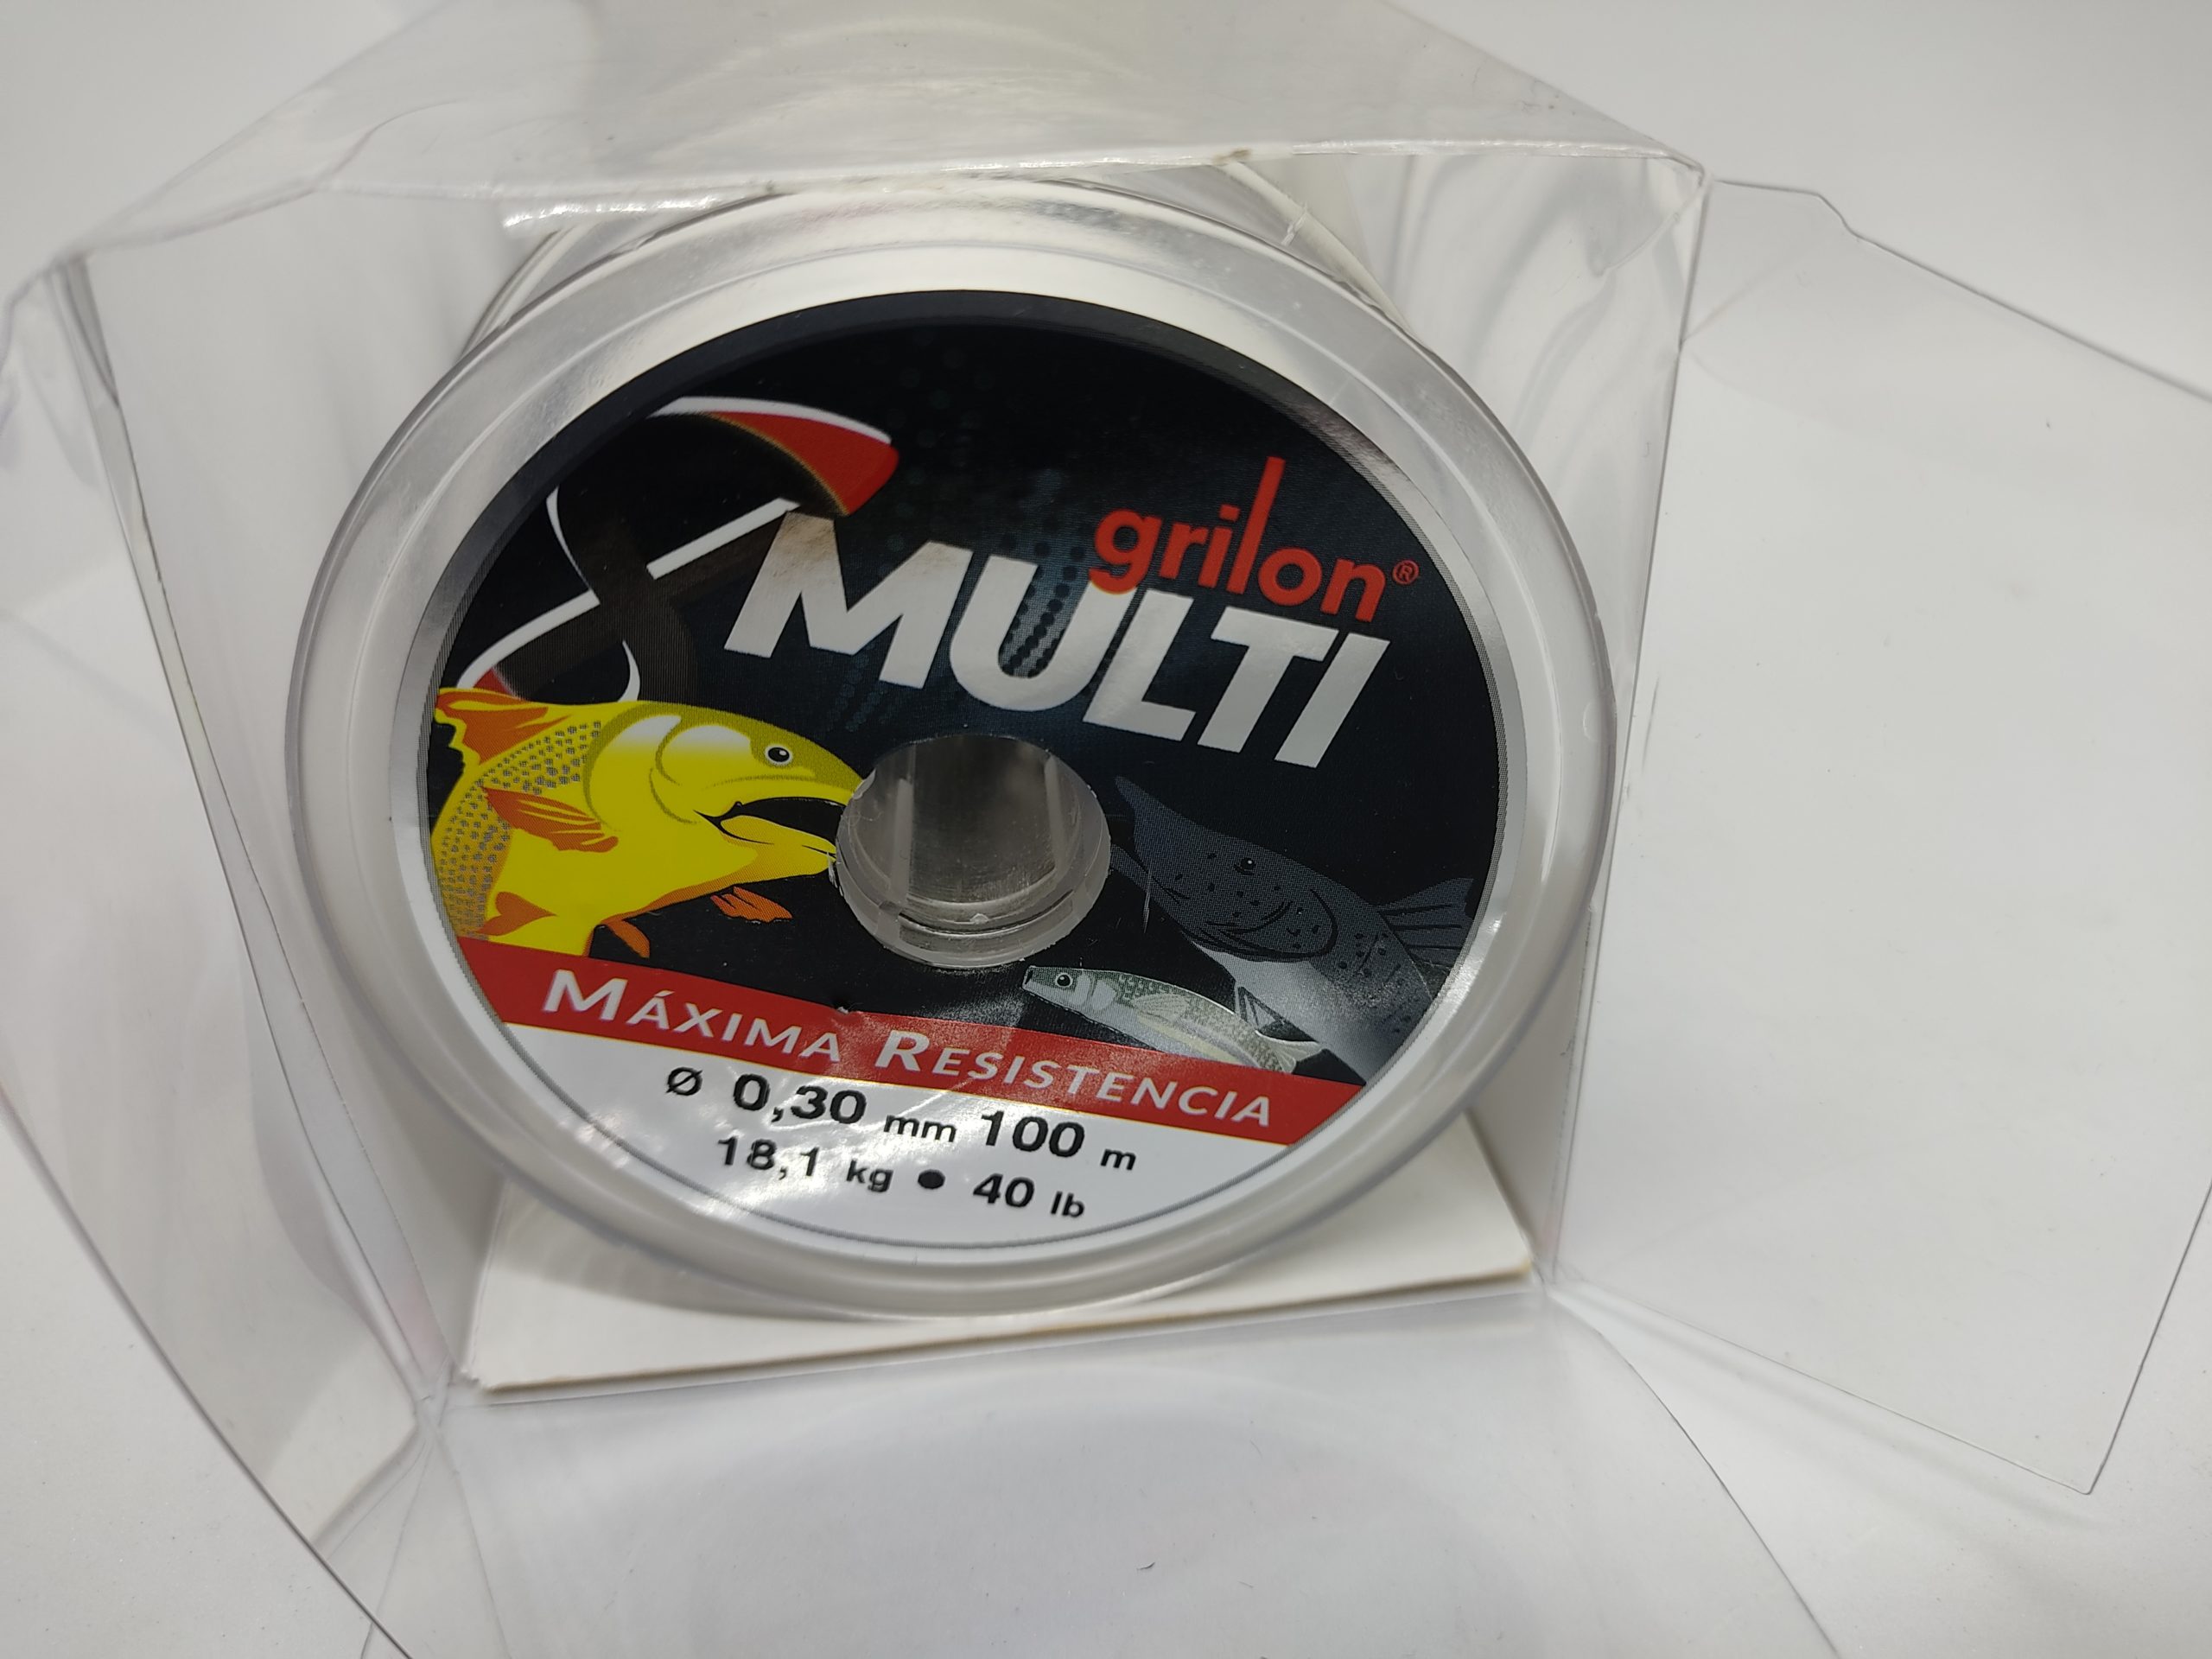 grilon®
MULTI
MÁXIMA RESISTENCIA
Ø 0,30 mm 100 m
18,1 kg ● 40 lb